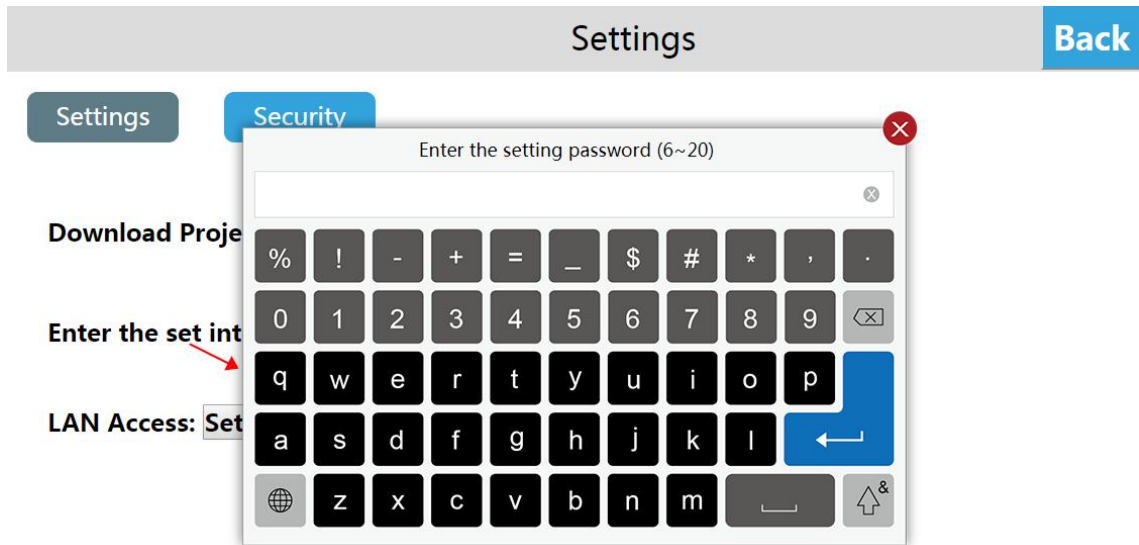 Settings
Back
Settings
Security
Enter the setting password (6~20)
Download Proje
% ! - + = _ $ # * , .
0 1 2 3 4 5 6 7 8 9
Enter the set int
q w e r t y u i o p
LAN Access: Set
a s d f g h j k l
z x c v b n m
&